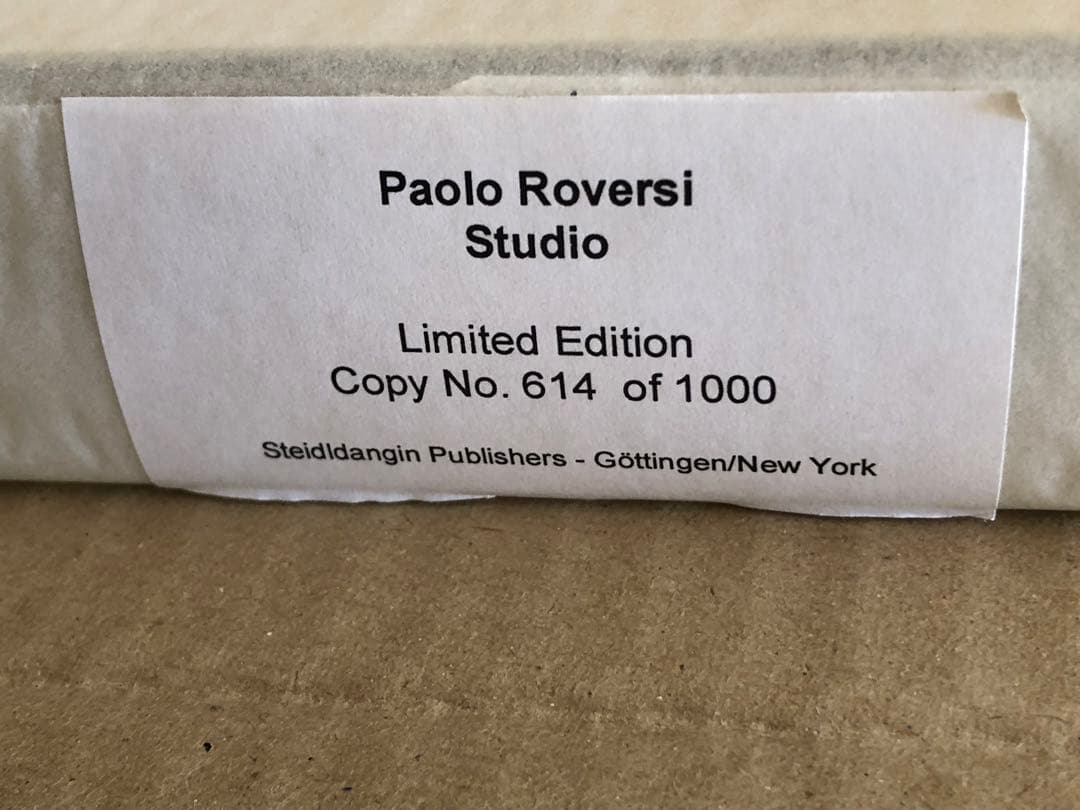 Paolo Roversi
Studio
Limited Edition
Copy No. 614 of 1000
Steidldangin Publishers - Göttingen/New York